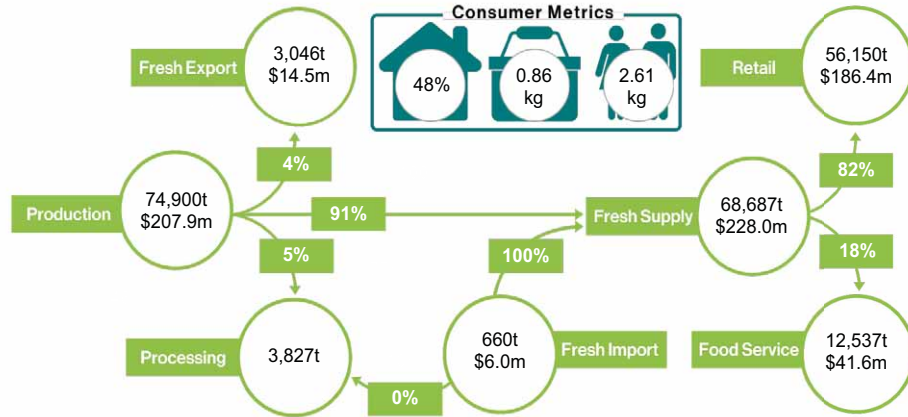 Consumer Metrics
48%
0.86
kg
2.61
kg
Fresh Export
3,046t
$14.5m
Retail
56,150t
$186.4m
4%
82%
Production
74,900t
$207.9m
91%
Fresh Supply
68,687t
$228.0m
5%
100%
18%
Processing
3,827t
660t
$6.0m
Fresh Import
Food Service
12,537t
$41.6m
0%